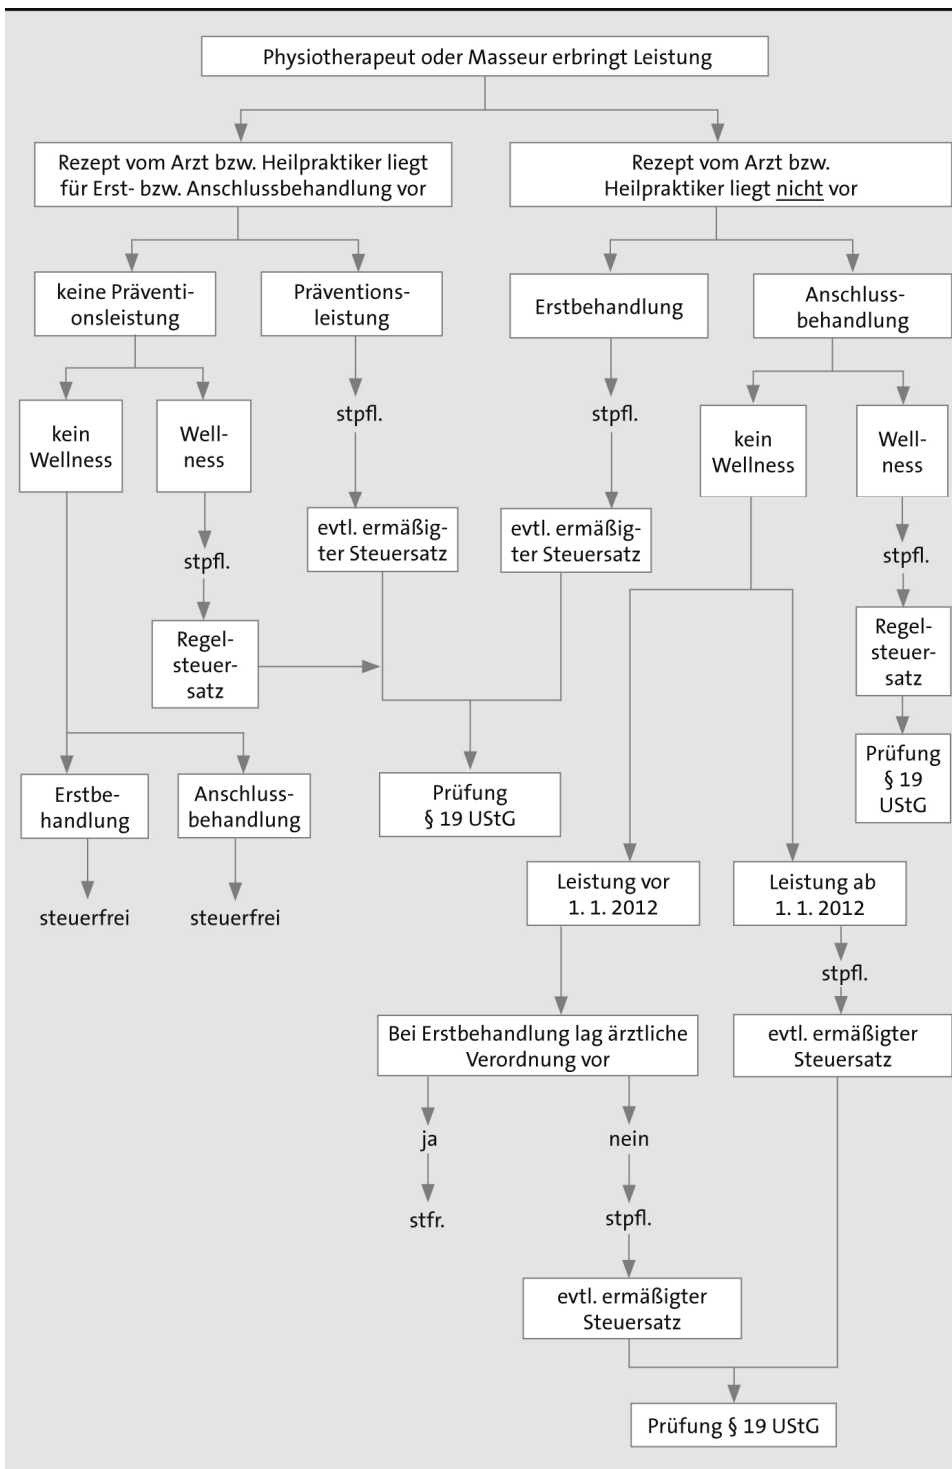 Physiotherapeut oder Masseur erbringt Leistung
Rezept vom Arzt bzw. Heilpraktiker liegt
für Erst- bzw. Anschlussbehandlung vor
Rezept vom Arzt bzw.
Heilpraktiker liegt nicht vor
keine Präventi-
onsleistung
Präventions-
leistung
Erstbehandlung
Anschluss-
behandlung
kein
Wellness
Well-
ness
stpfl.
stpfl.
kein
Wellness
Well-
ness
evtl. ermäßig-
ter Steuersatz
evtl. ermäßig-
ter Steuersatz
stpfl.
stpfl.
Regel-
steuer-
satz
Regel-
steuer-
satz
Erstbe-
handlung
Anschluss-
behandlung
Prüfung
§ 19 UStG
Prüfung
§ 19
UStG
steuerfrei
steuerfrei
Leistung vor
1. 1. 2012
Leistung ab
1. 1. 2012
stpfl.
Bei Erstbehandlung lag ärztliche
Verordnung vor
evtl. ermäßigter
Steuersatz
ja
nein
stfr.
stpfl.
evtl. ermäßigter
Steuersatz
Prüfung § 19 UStG